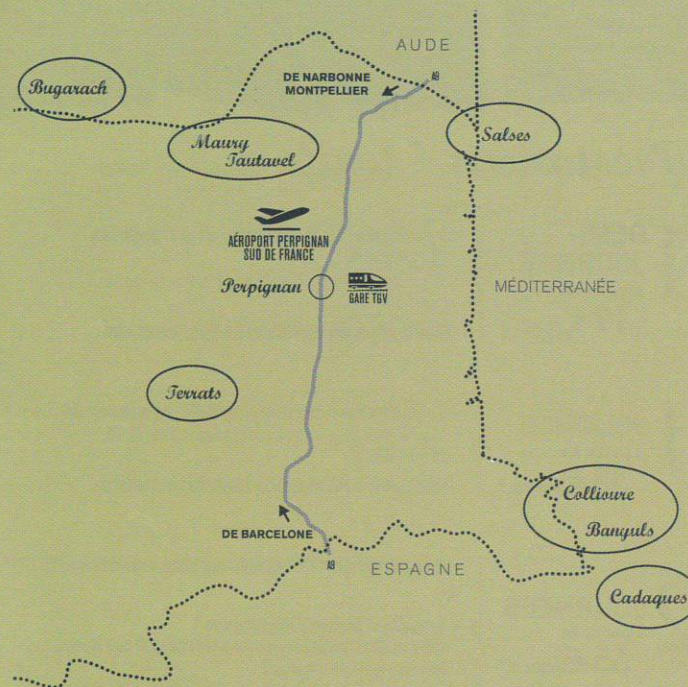 AUDE
A9
DE NARBONNE
MONTPELLIER
Bugarach
Maury
Tautavel
Salses
AÉROPORT PERPIGNAN
SUD DE FRANCE
Perpignan
GARE TGV
MÉDITERRANÉE
Terrats
Collioure
Banyuls
DE BARCELONE
A9
ESPAGNE
Cadaques